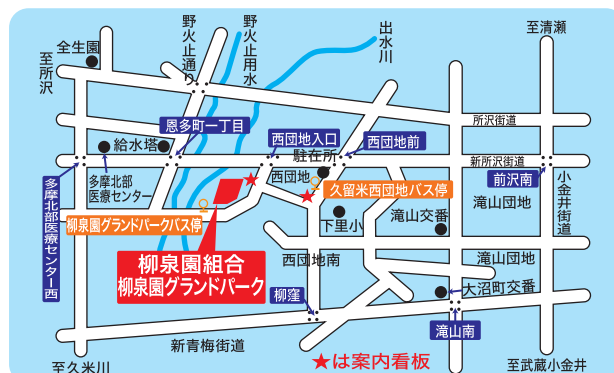 至清瀬
野火止通り
野火止用水
出水川
全生園
至所沢
所沢街道
恩多町一丁目
給水塔
西団地入口
西団地前
駐在所
新所沢街道
多摩北部
医療センター
西団地
久留米西団地バス停
前沢南
小金井街道
滝山団地
多摩北部医療センター西
柳泉園グランドパークバス停
下里小
滝山交番
柳泉園組合
柳泉園グランドパーク
西団地南
滝山団地
柳窪
大沼町交番
滝山南
新青梅街道
★は案内看板
至久米川
至武蔵小金井